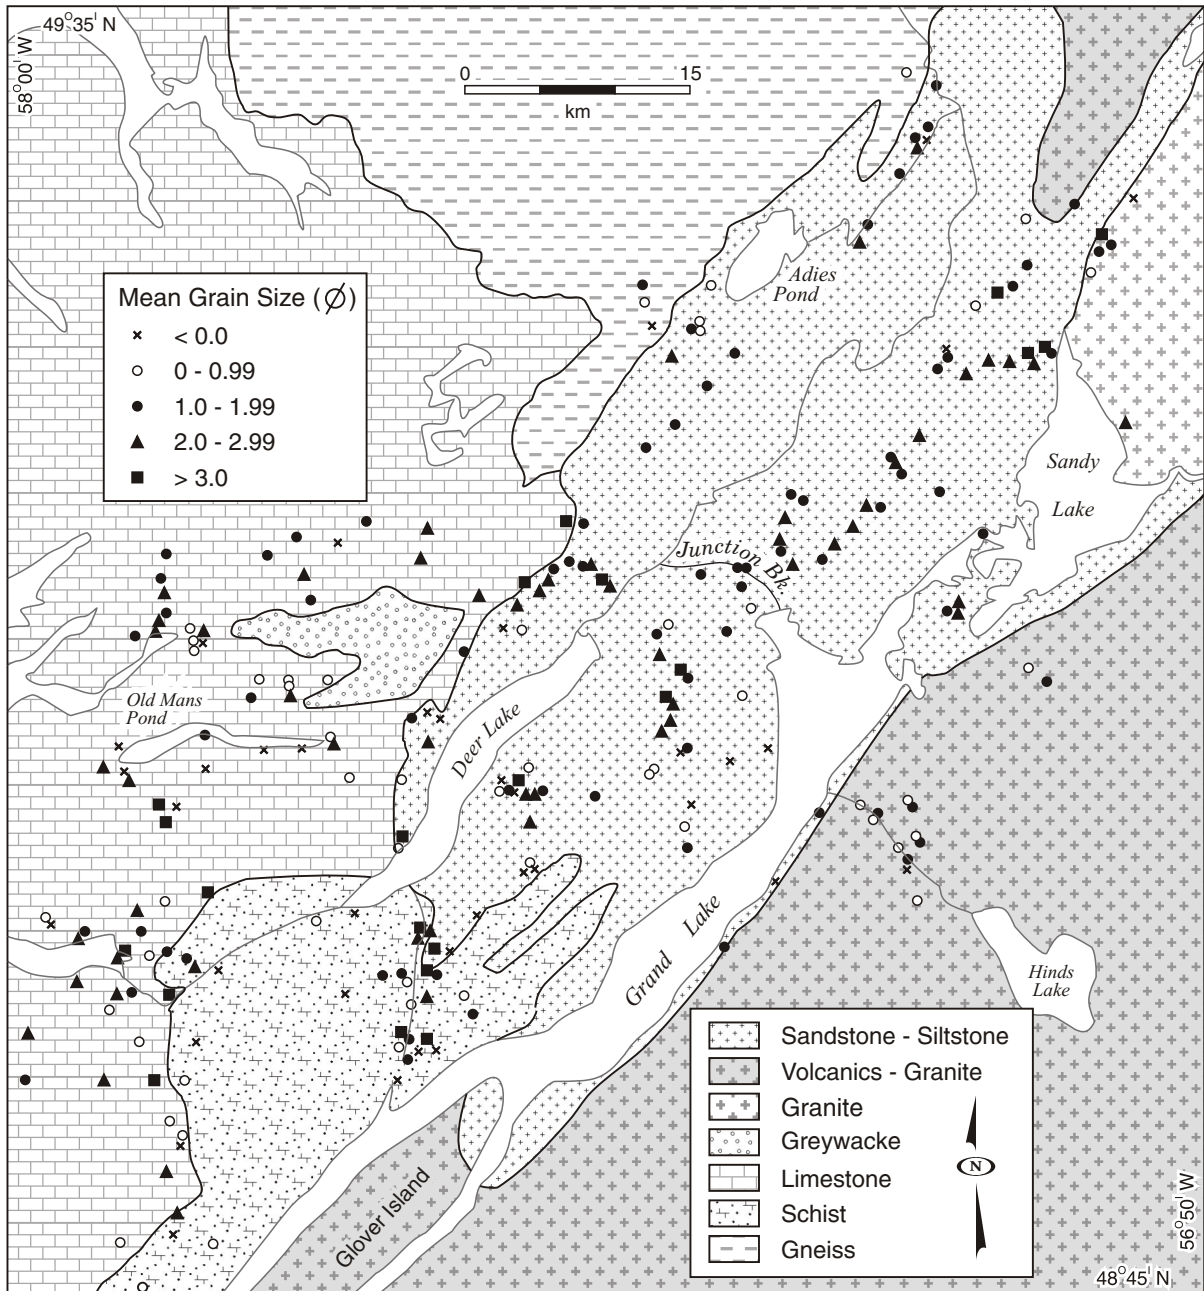 49°35' N
58°00' W
0 15
km
Adies
Pond
Mean Grain Size (ϕ)
< 0.0
0 - 0.99
1.0 - 1.99
2.0 - 2.99
> 3.0
Sandy
Lake
Junction Bk.
Old Mans
Pond
Deer Lake
Grand Lake
Hinds
Lake
Sandstone - Siltstone
Volcanics - Granite
Granite
Greywacke
Limestone
Schist
Gneiss
N
Glover Island
56°50' W
48°45' N